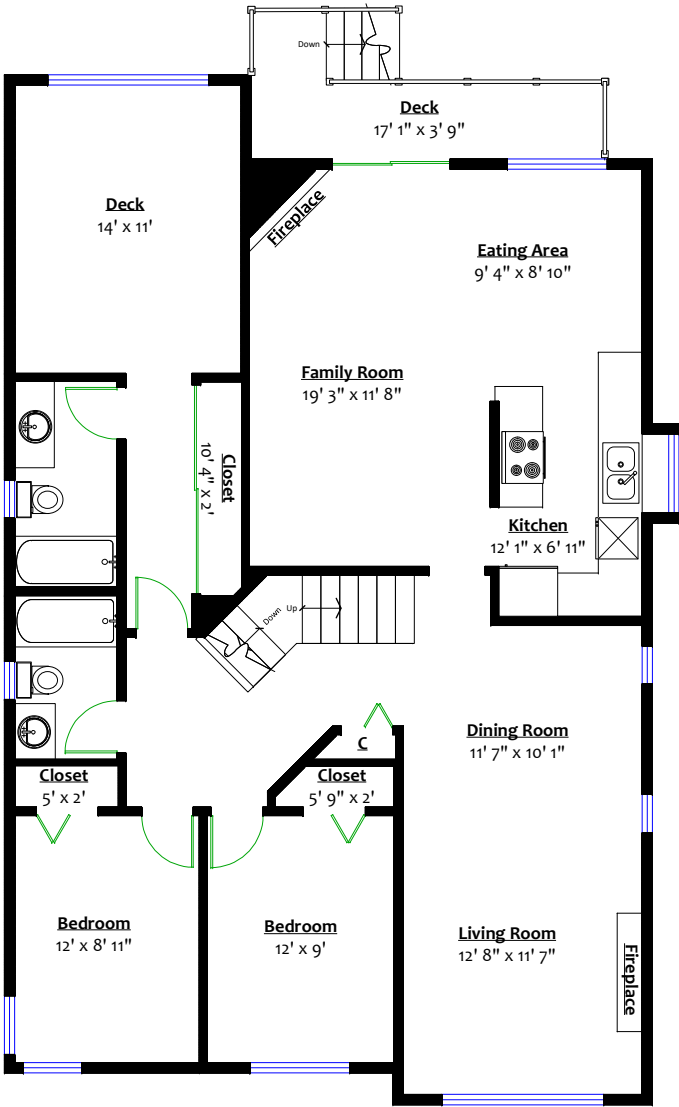 Down
Deck
17' 1" x 3' 9"
Deck
14' x 11'
Fireplace
Eating Area
9' 4" x 8' 10"
Family Room
19' 3" x 11' 8"
Closet
10' 4" x 2'
Kitchen
12' 1" x 6' 11"
Down
Up
Dining Room
11' 7" x 10' 1"
C
Closet
5' x 2'
Closet
5' 9" x 2'
Bedroom
12' x 8' 11"
Bedroom
12' x 9'
Living Room
12' 8" x 11' 7"
Fireplace